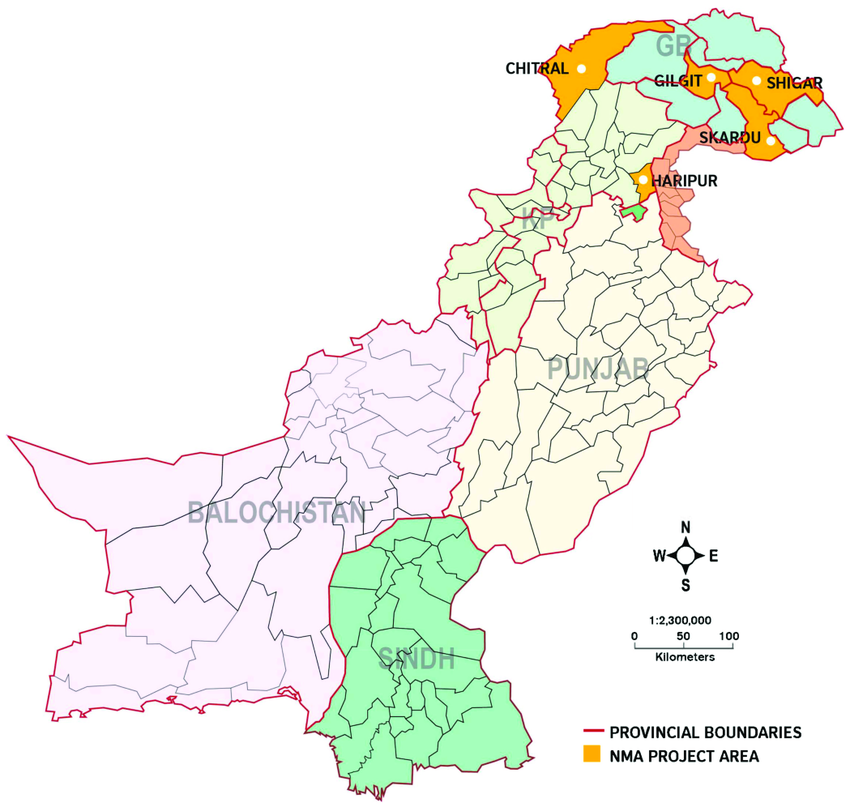 GB
CHITRAL
GILGIT
SHIGAR
SKARDU
HARIPUR
KP
PUNJAB
BALOCHISTAN
N
W E
S
1:2,300,000
0 50 100
Kilometers
SINDH
PROVINCIAL BOUNDARIES
NMA PROJECT AREA